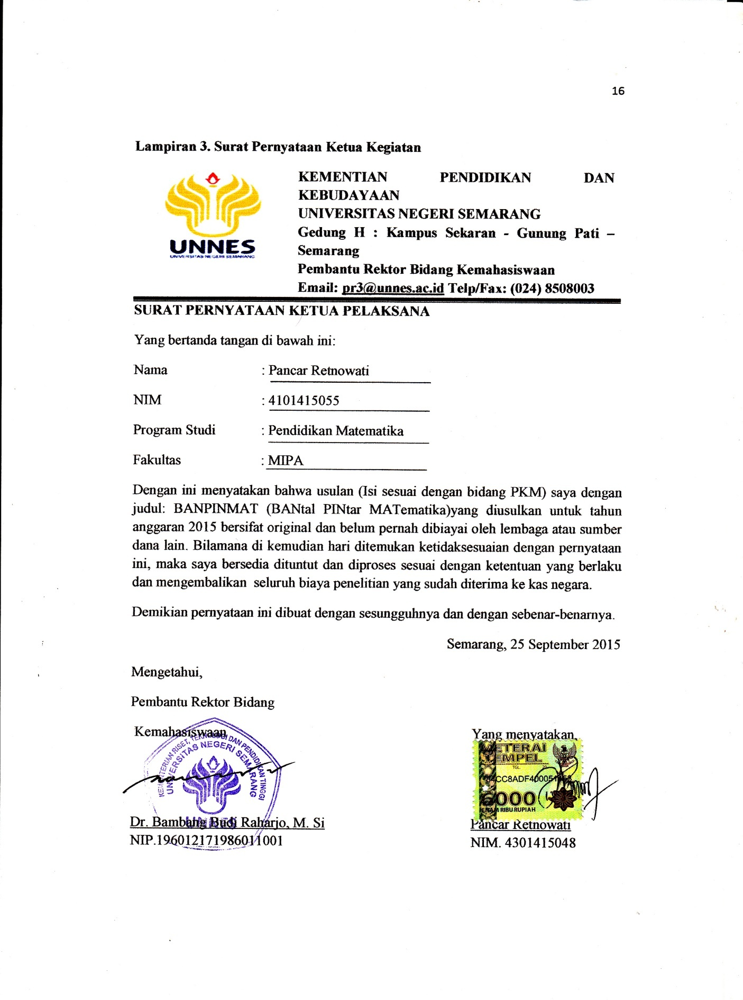 16
Lampiran 3. Surat Pernyataan Ketua Kegiatan
UNNES
UNIVERSITAS NEGERI SEMARANG
KEMENTIAN PENDIDIKAN DAN
KEBUDAYAAN
UNIVERSITAS NEGERI SEMARANG
Gedung H : Kampus Sekaran - Gunung Pati –
Semarang
Pembantu Rektor Bidang Kemahasiswaan
Email: pr3@unnes.ac.id Telp/Fax: (024) 8508003
SURAT PERNYATAAN KETUA PELAKSANA
Yang bertanda tangan di bawah ini:
Nama : Pancar Retnowati
NIM : 4101415055
Program Studi : Pendidikan Matematika
Fakultas : MIPA
Dengan ini menyatakan bahwa usulan (Isi sesuai dengan bidang PKM) saya dengan
judul: BANPINMAT (BANtal PINtar MATematika)yang diusulkan untuk tahun
anggaran 2015 bersifat original dan belum pernah dibiayai oleh lembaga atau sumber
dana lain. Bilamana di kemudian hari ditemukan ketidaksesuaian dengan pernyataan
ini, maka saya bersedia dituntut dan diproses sesuai dengan ketentuan yang berlaku
dan mengembalikan seluruh biaya penelitian yang sudah diterima ke kas negara.
Demikian pernyataan ini dibuat dengan sesungguhnya dan dengan sebenar-benarnya.
Semarang, 25 September 2015
Mengetahui,
Pembantu Rektor Bidang
Kemahasiswaan
KEMENTERIAN RISET, TEKNOLOGI DAN PENDIDIKAN TINGGI
UNIVERSITAS NEGERI SEMARANG
UNNES
Dr. Bambang Budi Raharjo, M. Si
NIP.196012171986011001
Yang menyatakan,
METERAI
TEMPEL
TGL. 20
6000
ENAM RIBU RUPIAH
Pancar Retnowati
NIM. 4301415048